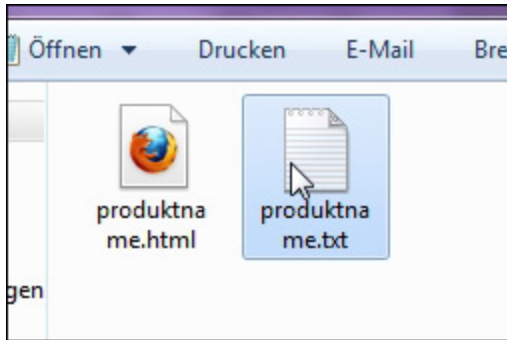 Öffnen Drucken E-Mail Bre
produktna
me.html
produktna
me.txt
gen